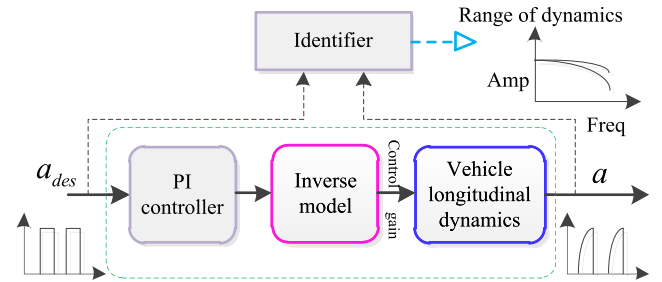 Range of dynamics
Identifier
Amp
Freq
a_des
PI
controller
Inverse
model
Control
gain
Vehicle
longitudinal
dynamics
a